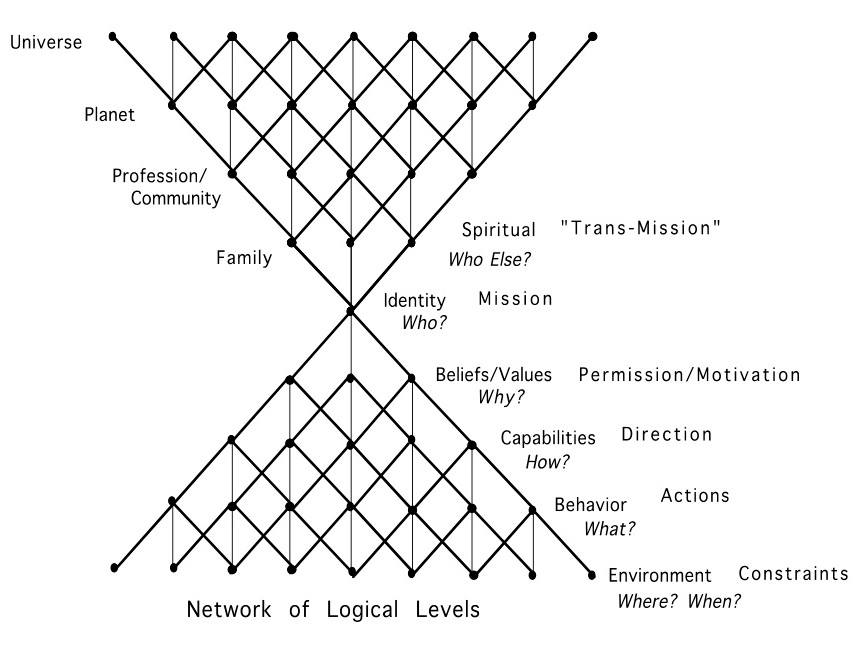 Universe
Planet
Profession/
Community
Spiritual "Trans-Mission"
Family
Who Else?
Identity Mission
Who?
Beliefs/Values Permission/Motivation
Why?
Capabilities Direction
How?
Behavior Actions
What?
Environment Constraints
Where? When?
Network of Logical Levels